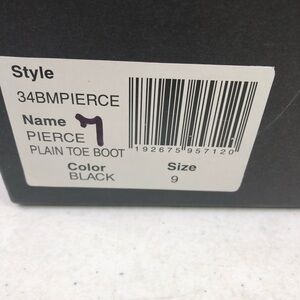 Style
34BMPIERCE
Name
PIERCE
PLAIN TOE BOOT
192675957120
Color
BLACK
Size
9